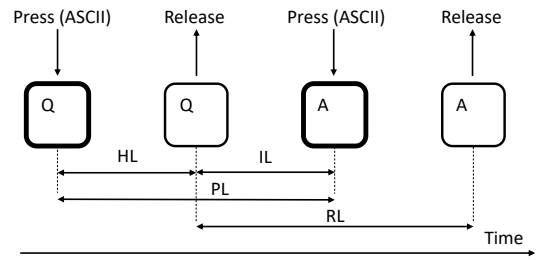 Press (ASCII) Release Press (ASCII) Release
Q Q A A
HL IL
PL
RL
Time